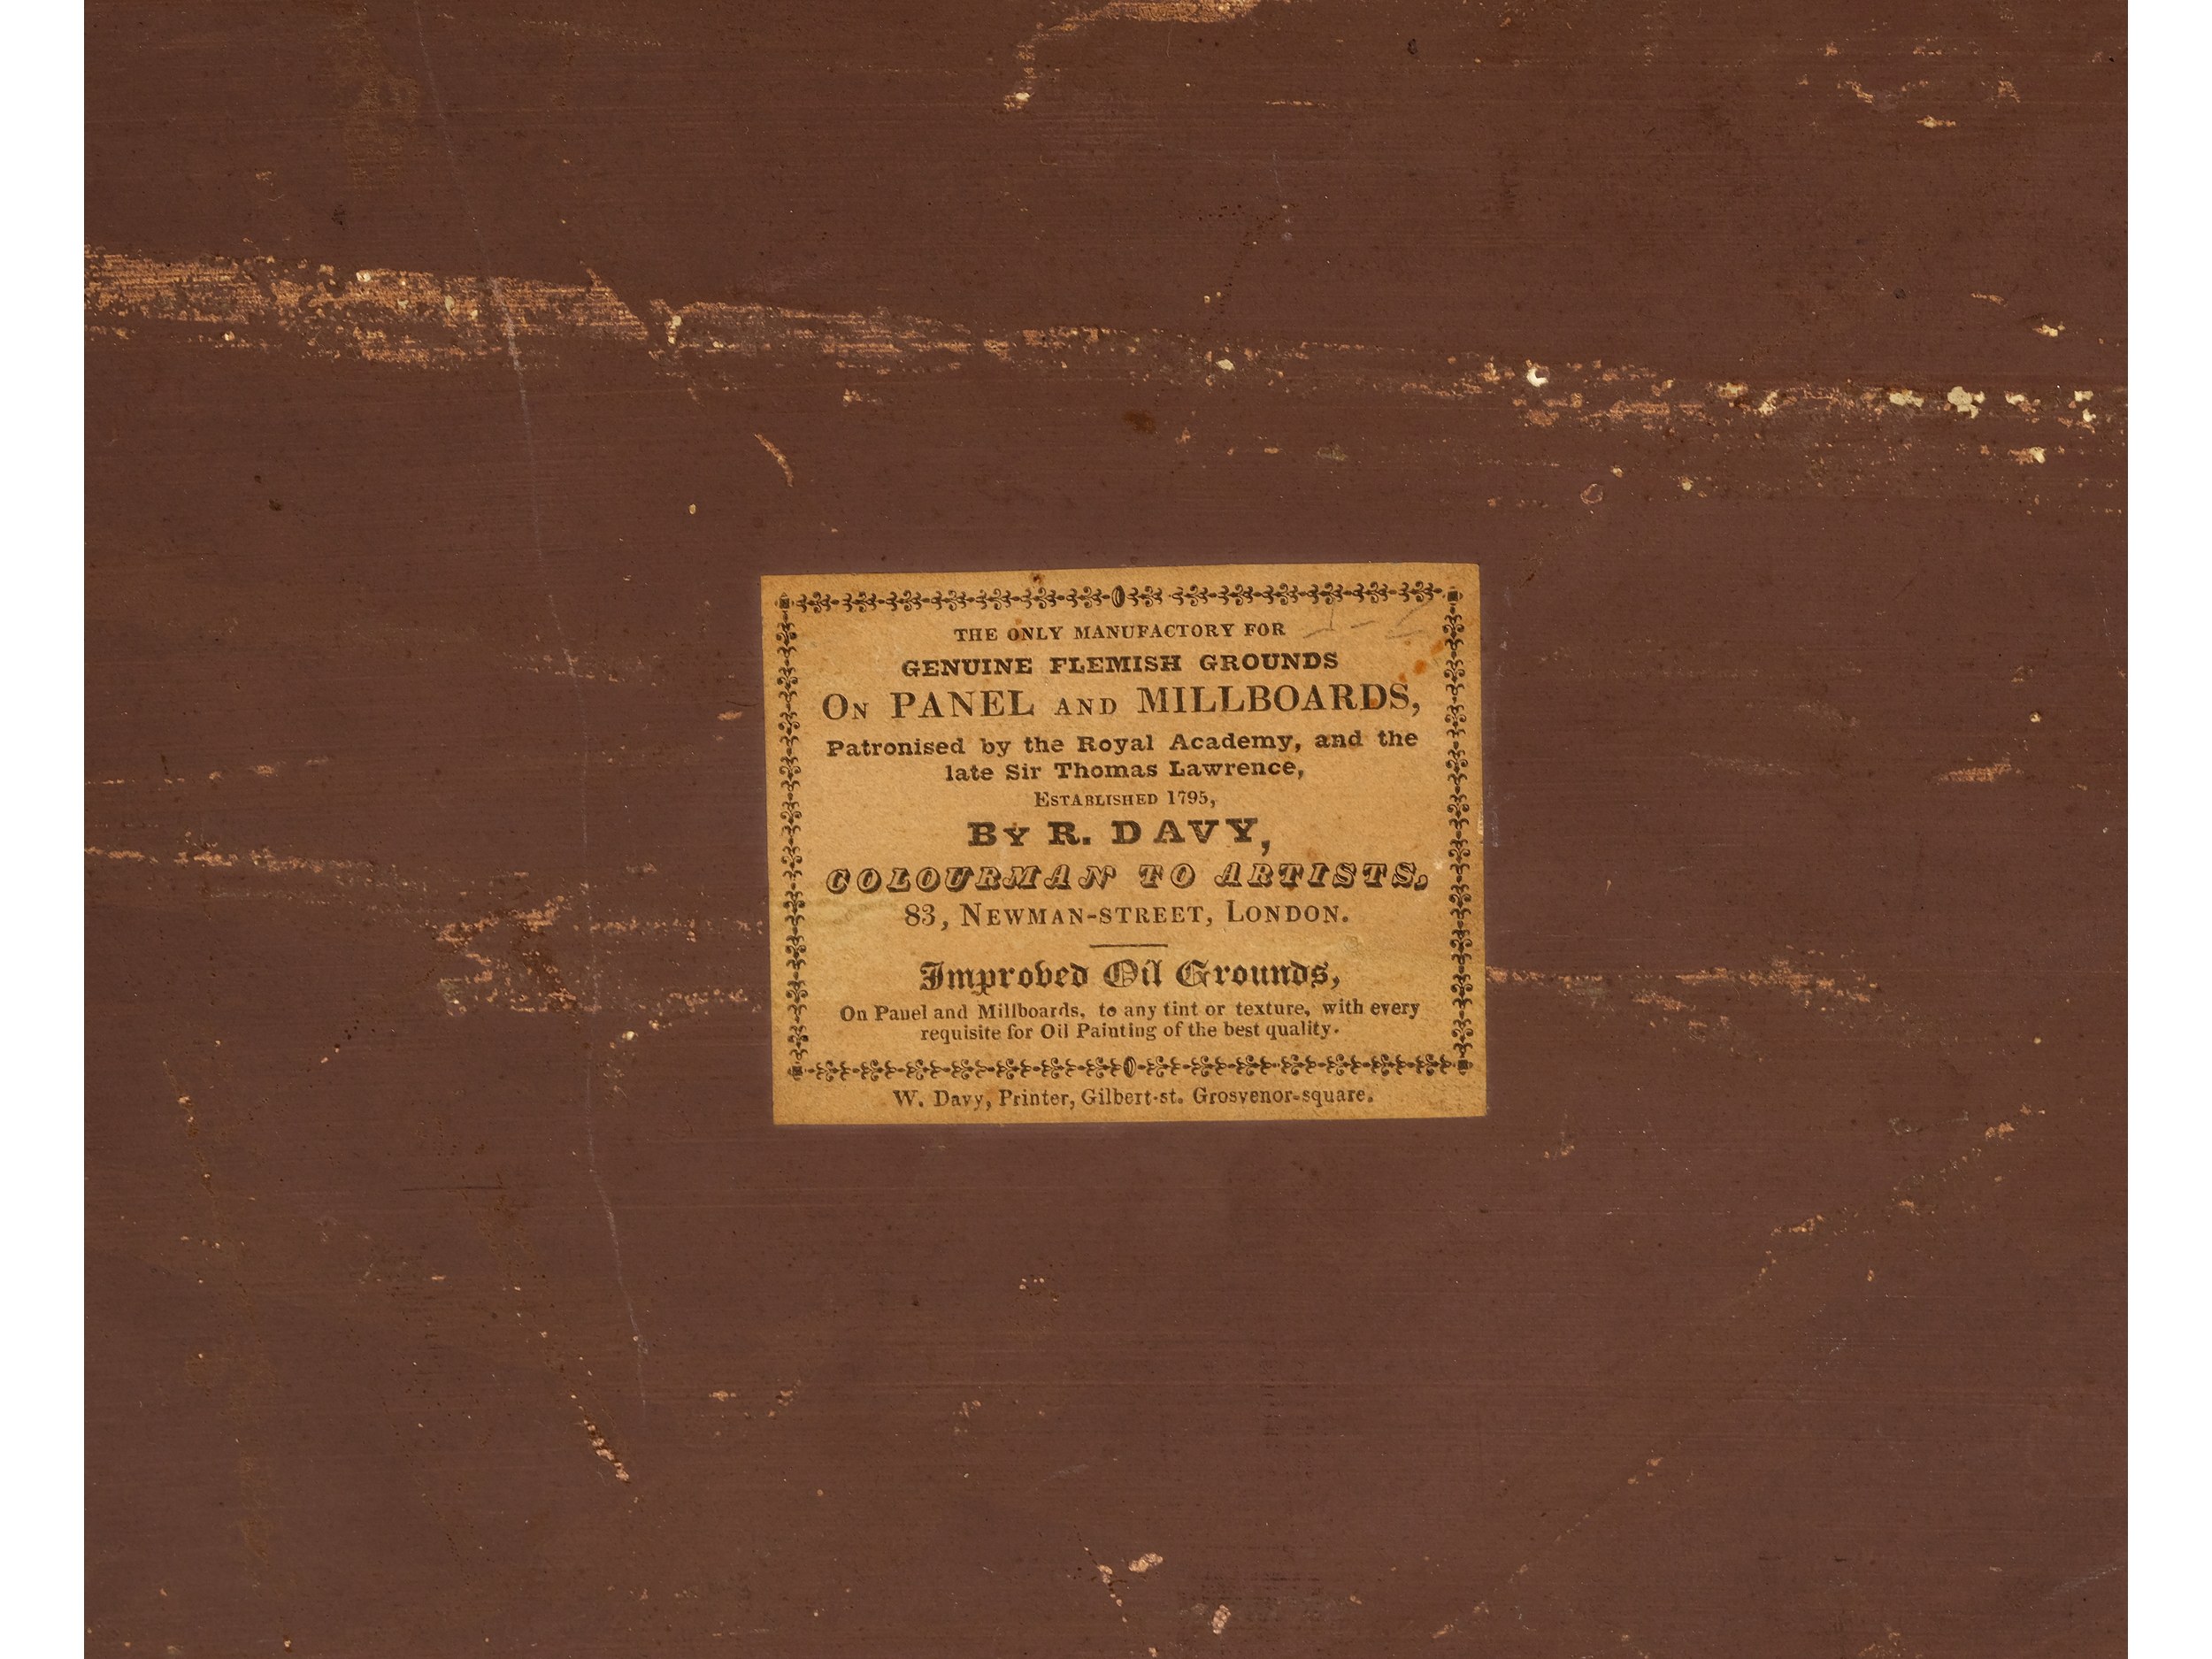 THE ONLY MANUFACTORY FOR
GENUINE FLEMISH GROUNDS
ON PANEL AND MILLBOARDS,
Patronised by the Royal Academy, and the
late Sir Thomas Lawrence,
ESTABLISHED 1795,
BY R. DAVY,
COLOURMAN TO ARTISTS,
83, NEWMAN-STREET, LONDON.
Improved Oil Grounds,
On Panel and Millboards, to any tint or texture, with every
requisite for Oil Painting of the best quality.
W. Davy, Printer, Gilbert-st. Grosvenor-square.